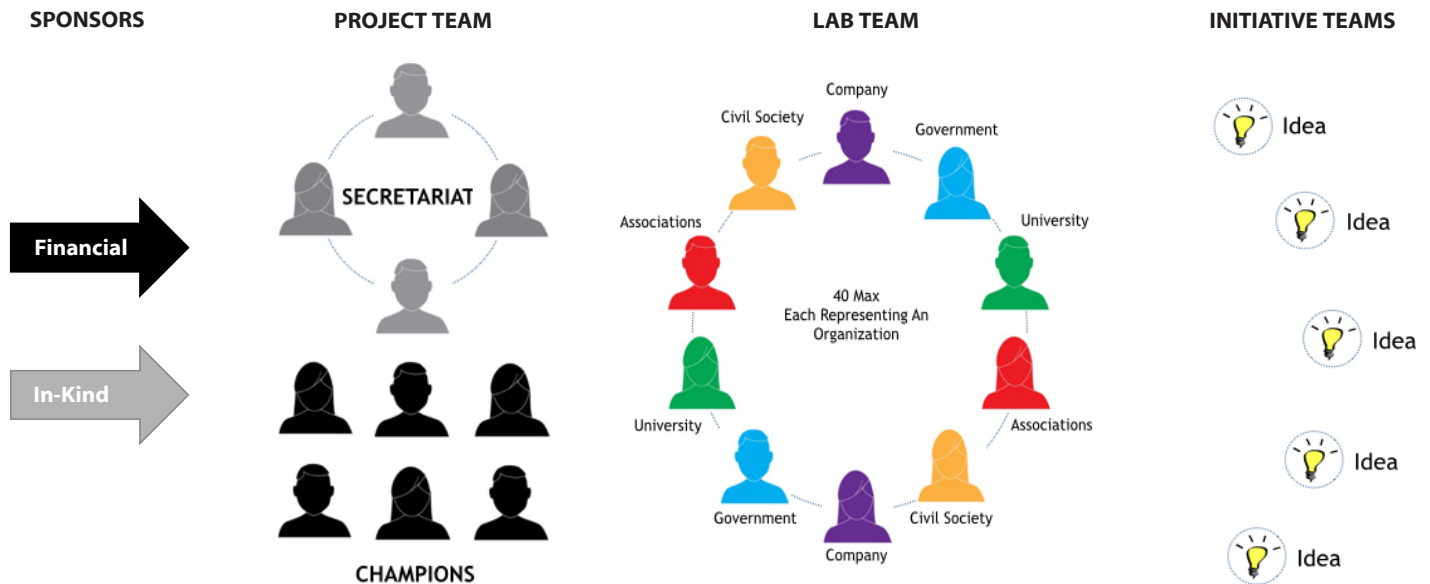 SPONSORS
PROJECT TEAM
LAB TEAM
INITIATIVE TEAMS
Financial
In-Kind
SECRETARIAT
CHAMPIONS
Company
Civil Society
Government
Associations
University
40 Max
Each Representing An
Organization
University
Associations
Government
Civil Society
Company
Idea
Idea
Idea
Idea
Idea